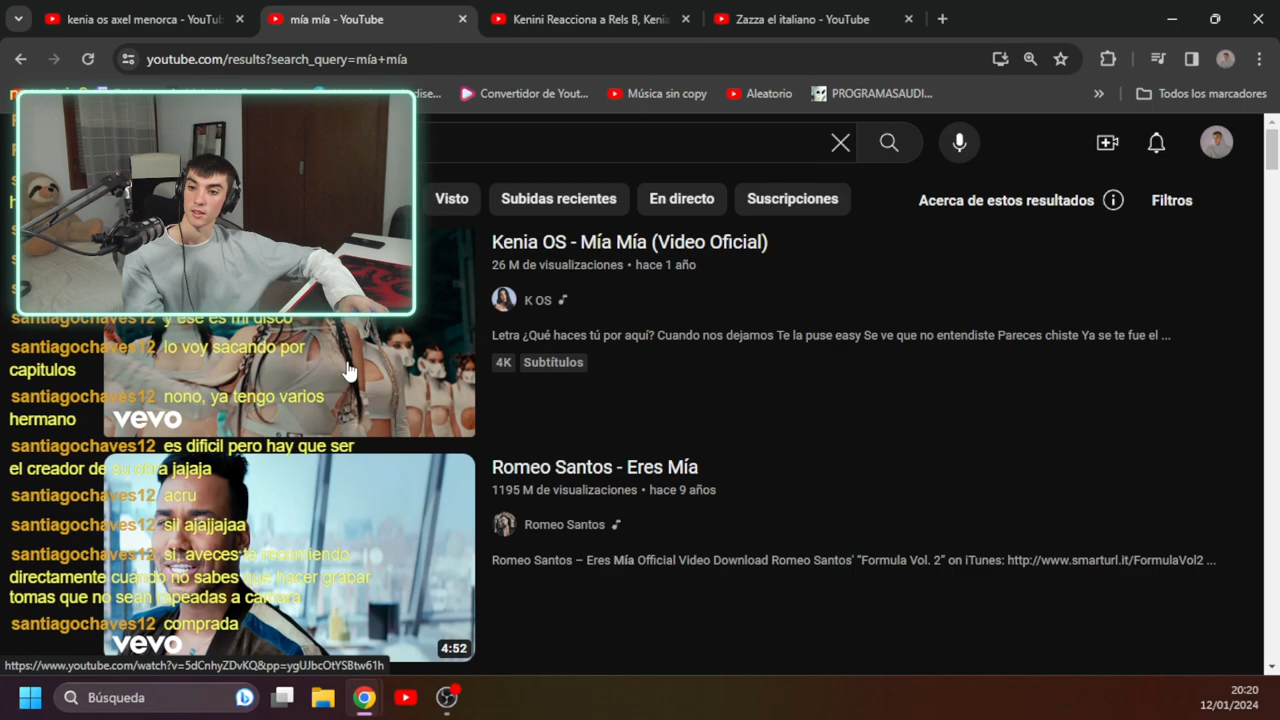 kenia os axel menorca - YouTub
mía mía - YouTube
Kenini Reacciona a Rels B, Kenia
Zazza el italiano - YouTube
youtube.com/results?search_query=mía+mía
Convertidor de Yout...
Música sin copy
Aleatorio
PROGRAMASAUDI...
»
Todos los marcadores
Visto
Subidas recientes
En directo
Suscripciones
Acerca de estos resultados
Filtros
Kenia OS - Mía Mía (Video Oficial)
26 M de visualizaciones • hace 1 año
K OS
Letra ¿Qué haces tú por aquí? Cuando nos dejamos Te la puse easy Se ve que no entendiste Pareces chiste Ya se te fue el ...
4K Subtítulos
santiagochaves12 y ese es mi disco
santiagochaves12 lo voy sacando por
capitulos
santiagochaves12 nono, ya tengo varios
hermano
vevo
santiagochaves12 es dificil pero hay que ser
el creador de su obra jajaja
santiagochaves12 acru
santiagochaves12 sii ajajjajaa
santiagochaves12 si, aveces te recomiendo
directamente cuando no sabes que hacer grabar
tomas que no sean rapeadas a camara
santiagochaves12 comprada
vevo
4:52
Romeo Santos - Eres Mía
1195 M de visualizaciones • hace 9 años
Romeo Santos
Romeo Santos – Eres Mía Official Video Download Romeo Santos' “Formula Vol. 2” on iTunes: http://www.smarturl.it/FormulaVol2 ...
https://www.youtube.com/watch?v=5dCnhyZDvKQ&pp=ygUJbcOtYSBtw61h
Búsqueda
20:20
12/01/2024